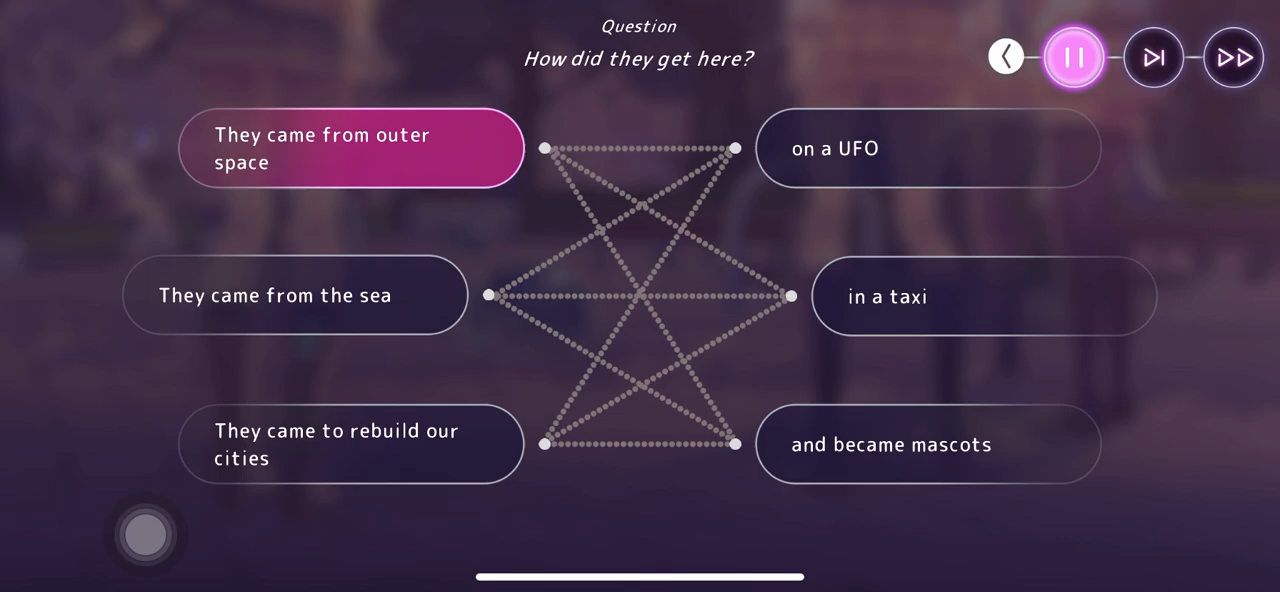 Question
How did they get here?
They came from outer
space
on a UFO
They came from the sea
in a taxi
They came to rebuild our
cities
and became mascots